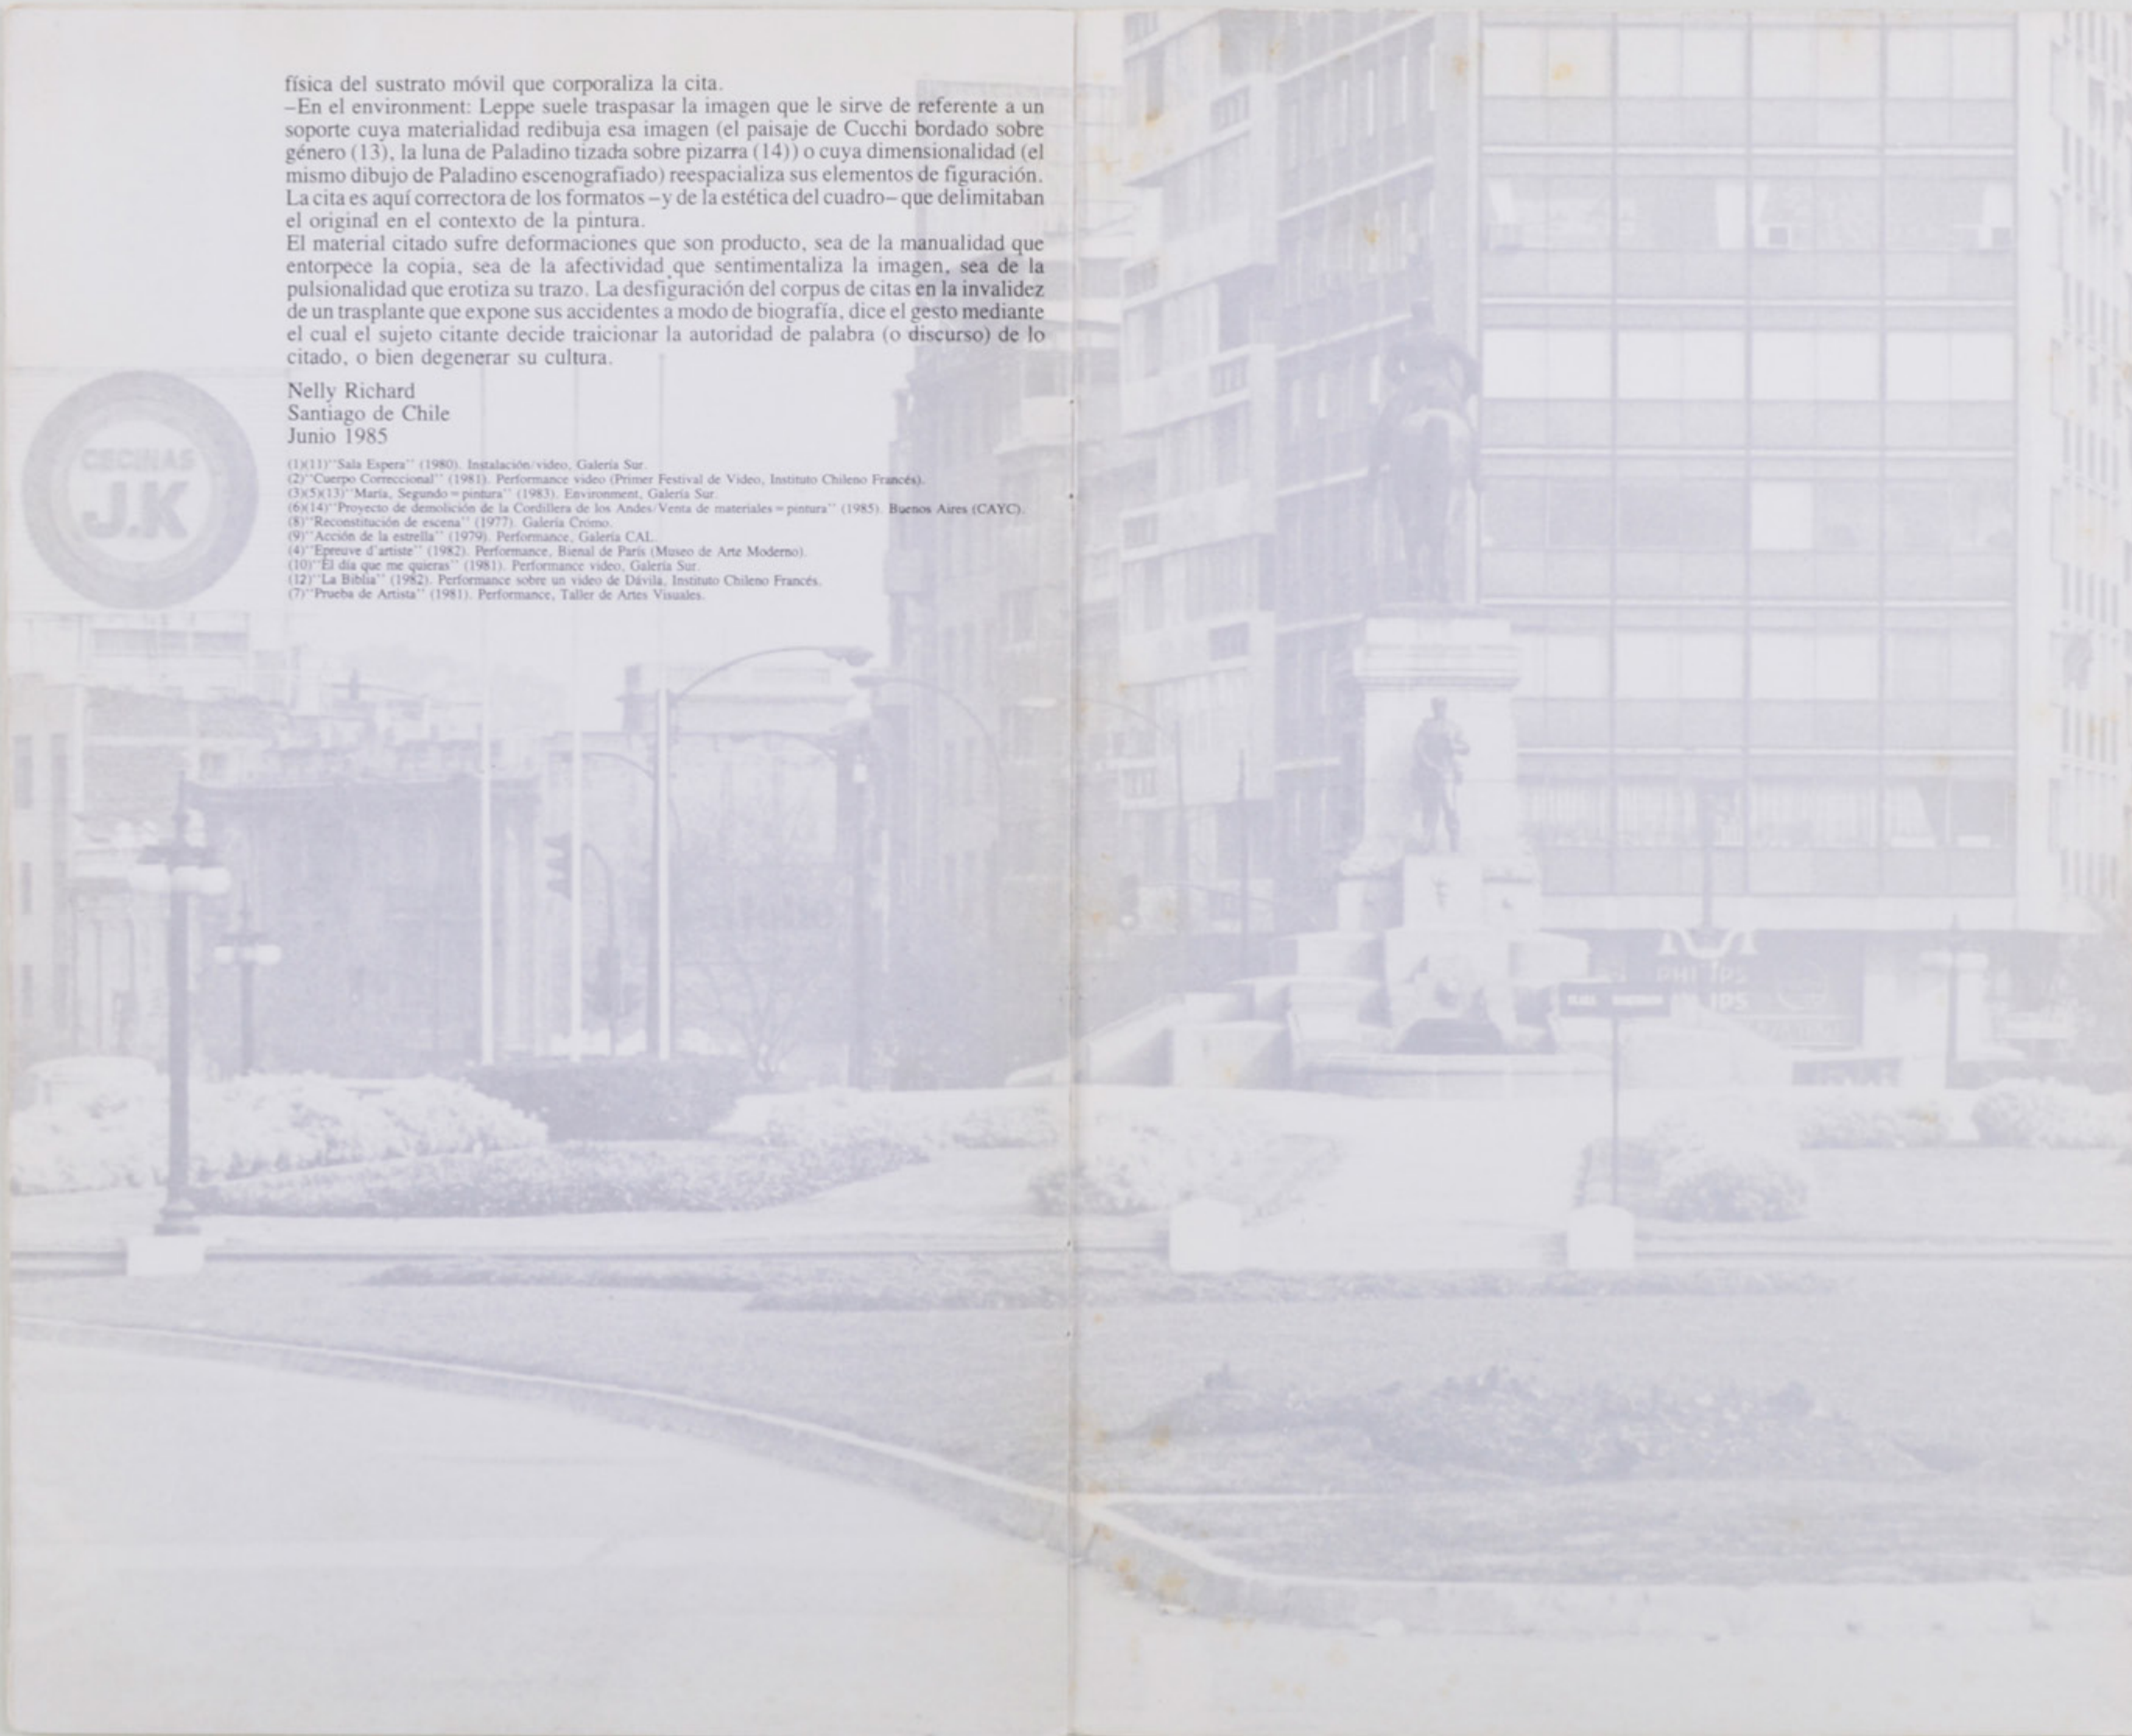 física del sustrato móvil que corporaliza la cita.
–En el environment: Leppe suele traspasar la imagen que le sirve de referente a un
soporte cuya materialidad redibuja esa imagen (el paisaje de Cucchi bordado sobre
género (13), la luna de Paladino tizada sobre pizarra (14)) o cuya dimensionalidad (el
mismo dibujo de Paladino escenografiado) reespacializa sus elementos de figuración.
La cita es aquí correctora de los formatos –y de la estética del cuadro– que delimitaban
el original en el contexto de la pintura.
El material citado sufre deformaciones que son producto, sea de la manualidad que
entorpece la copia, sea de la afectividad que sentimentaliza la imagen, sea de la
pulsionalidad que erotiza su trazo. La desfiguración del corpus de citas en la invalidez
de un trasplante que expone sus accidentes a modo de biografía, dice el gesto mediante
el cual el sujeto citante decide traicionar la autoridad de palabra (o discurso) de lo
citado, o bien degenerar su cultura.
Nelly Richard
Santiago de Chile
Junio 1985
(1)(11)"Sala Espera" (1980). Instalación/video, Galería Sur.
(2)"Cuerpo Correccional" (1981). Performance video (Primer Festival de Video, Instituto Chileno Francés).
(3)(5)(13)"María, Segundo = pintura" (1983). Environment, Galería Sur.
(6)(14)"Proyecto de demolición de la Cordillera de los Andes/Venta de materiales = pintura" (1985). Buenos Aires (CAYC).
(8)"Reconstitución de escena" (1977). Galería Cromo.
(9)"Acción de la estrella" (1979). Performance, Galería CAL.
(4)"Epreuve d'artiste" (1982). Performance, Bienal de París (Museo de Arte Moderno).
(10)"El día que me quieras" (1981). Performance video, Galería Sur.
(12)"La Biblia" (1982). Performance sobre un video de Dávila, Instituto Chileno Francés.
(7)"Prueba de Artista" (1981). Performance, Taller de Artes Visuales.
CECINAS
J.K
PHILIPS